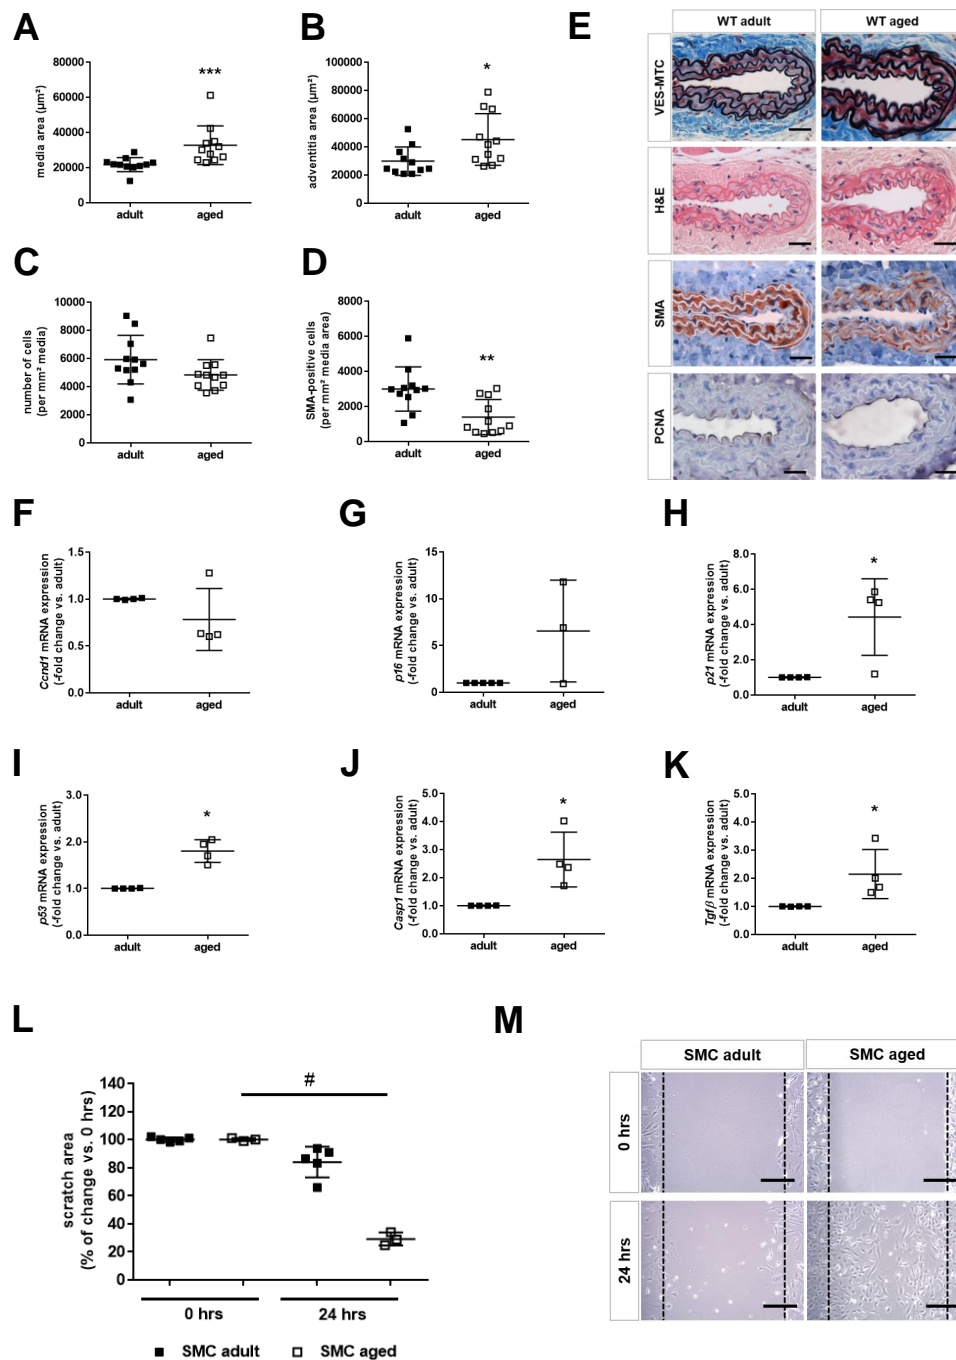 A
media area (µm²)
80000
60000
40000
20000
0
***
adult
aged
B
adventitia area (µm²)
100000
80000
60000
40000
20000
0
*
adult
aged
C
number of cells
(per mm² media)
10000
8000
6000
4000
2000
0
adult
aged
D
SMA-positive cells
(per mm² media area)
8000
6000
4000
2000
0
**
adult
aged
E
WT adult
WT aged
VES-MTC
H&E
SMA
PCNA
F
Ccnd1 mRNA expression
(-fold change vs. adult)
1.5
1.0
0.5
0.0
adult
aged
G
p16 mRNA expression
(-fold change vs. adult)
15
10
5
0
adult
aged
H
p21 mRNA expression
(-fold change vs. adult)
8.0
6.0
4.0
2.0
0.0
*
adult
aged
I
p53 mRNA expression
(-fold change vs. adult)
3.0
2.0
1.0
0.0
*
adult
aged
J
Casp1 mRNA expression
(-fold change vs. adult)
5.0
4.0
3.0
2.0
1.0
0.0
*
adult
aged
K
Tgfβ mRNA expression
(-fold change vs. adult)
5.0
4.0
3.0
2.0
1.0
0.0
*
adult
aged
L
scratch area
(% of change vs. 0 hrs)
140
120
100
80
60
40
20
0
#
0 hrs
24 hrs
SMC adult
SMC aged
M
SMC adult
SMC aged
0 hrs
24 hrs